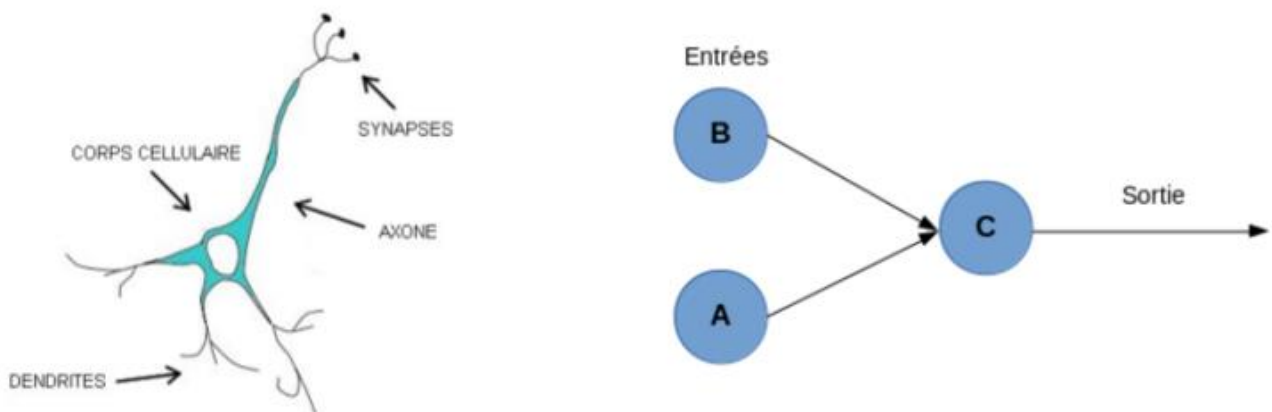 SYNAPSES
CORPS CELLULAIRE
AXONE
DENDRITES
Entrées
B
A
C
Sortie